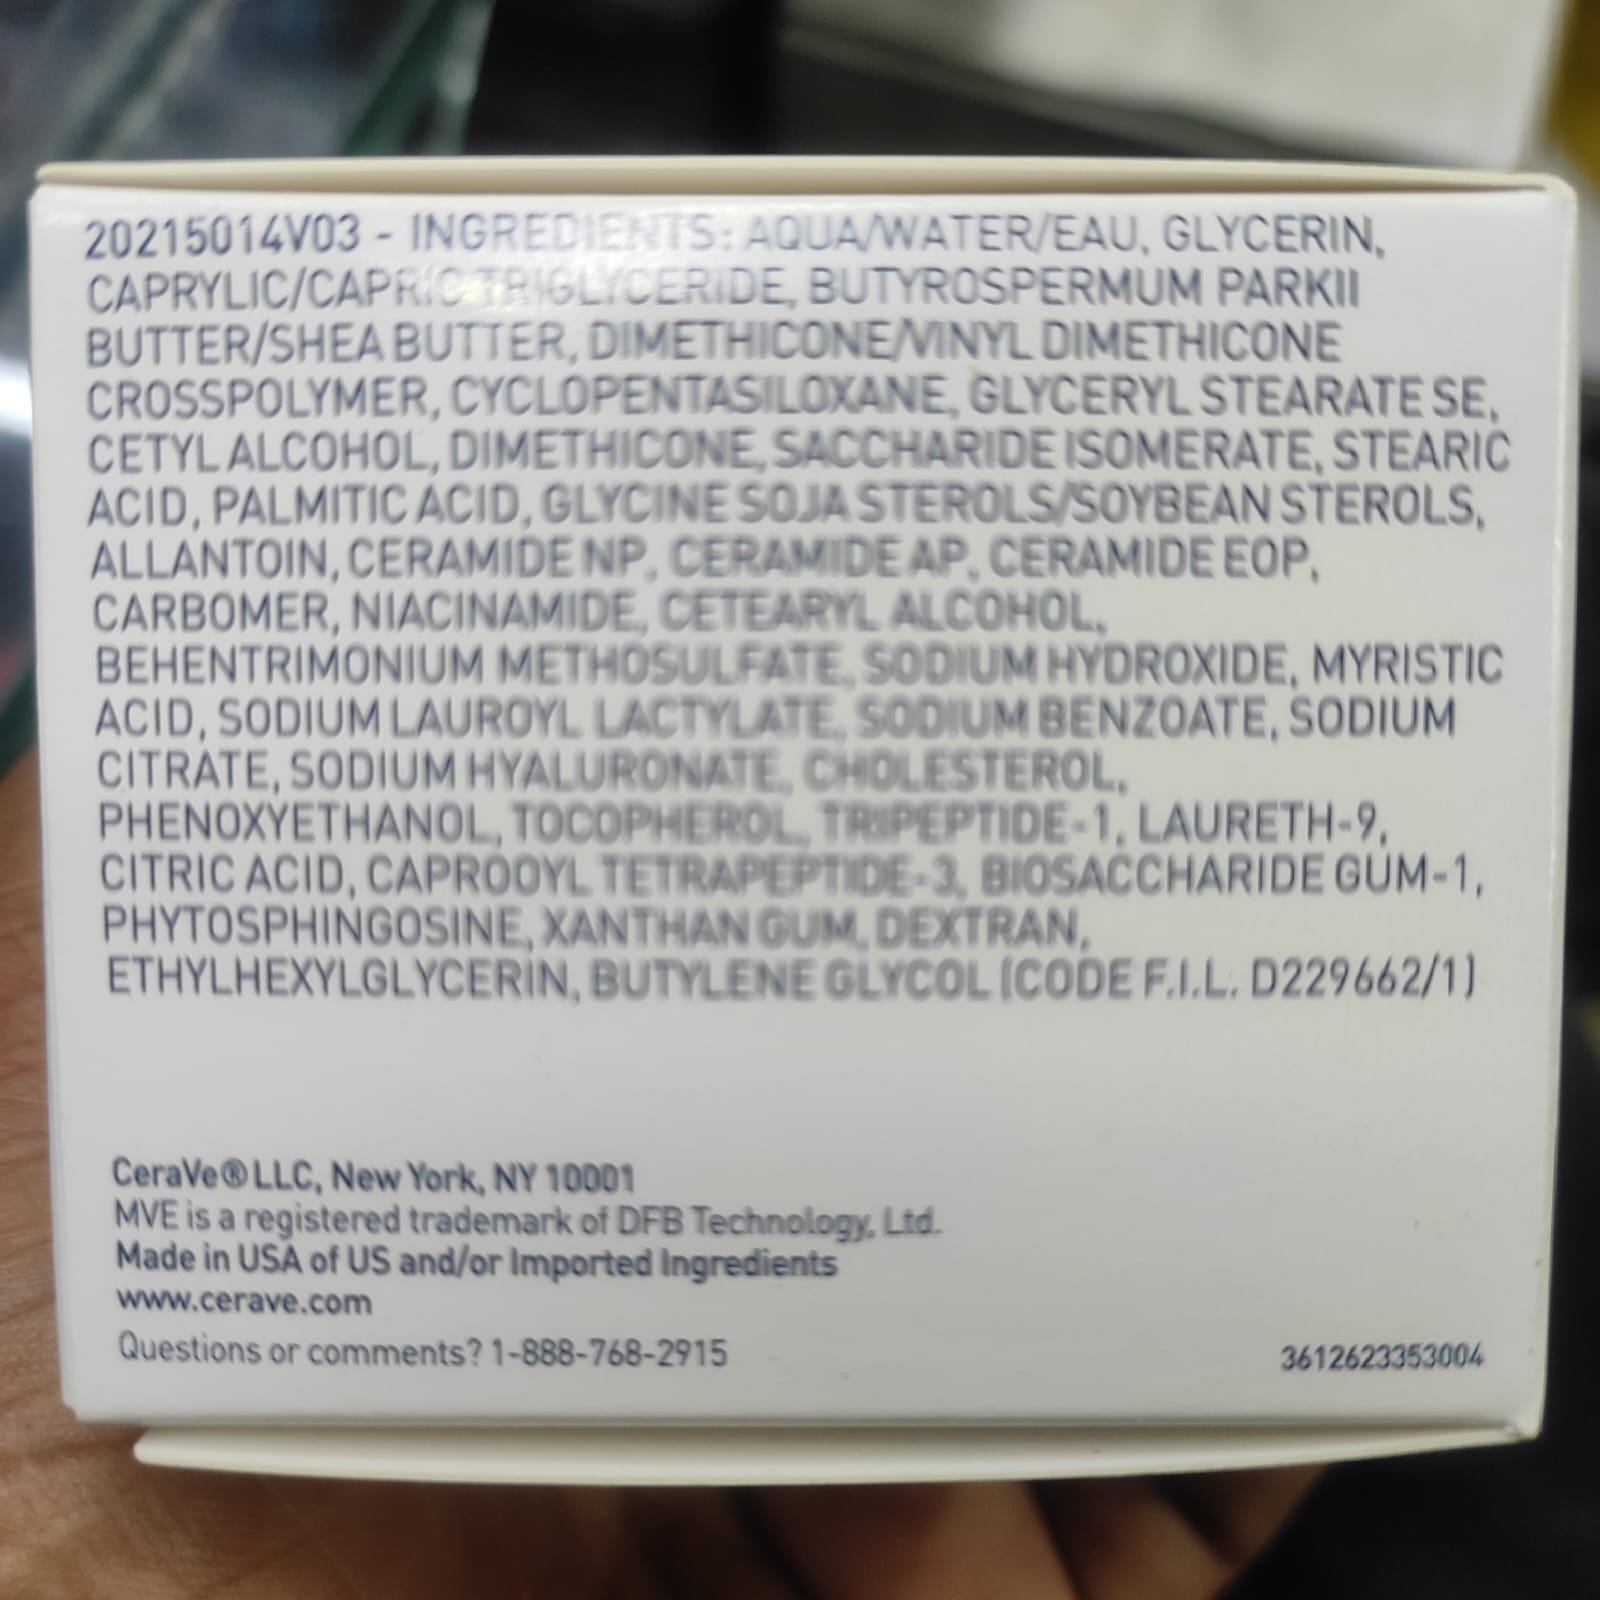 20215014V03 - INGREDIENTS: AQUA/WATER/EAU, GLYCERIN,
CAPRYLIC/CAPRIC TRIGLYCERIDE, BUTYROSPERMUM PARKII
BUTTER/SHEA BUTTER, DIMETHICONE/VINYL DIMETHICONE
CROSSPOLYMER, CYCLOPENTASILOXANE, GLYCERYL STEARATE SE,
CETYL ALCOHOL, DIMETHICONE, SACCHARIDE ISOMERATE, STEARIC
ACID, PALMITIC ACID, GLYCINE SOJA STEROLS/SOYBEAN STEROLS,
ALLANTOIN, CERAMIDE NP, CERAMIDE AP, CERAMIDE EOP,
CARBOMER, NIACINAMIDE, CETEARYL ALCOHOL,
BEHENTRIMONIUM METHOSULFATE, SODIUM HYDROXIDE, MYRISTIC
ACID, SODIUM LAUROYL LACTYLATE, SODIUM BENZOATE, SODIUM
CITRATE, SODIUM HYALURONATE, CHOLESTEROL,
PHENOXYETHANOL, TOCOPHEROL, TRIPEPTIDE-1, LAURETH-9,
CITRIC ACID, CAPROOYL TETRAPEPTIDE-3, BIOSACCHARIDE GUM-1,
PHYTOSPHINGOSINE, XANTHAN GUM, DEXTRAN,
ETHYLHEXYLGLYCERIN, BUTYLENE GLYCOL (CODE F.I.L. D229662/1)
CeraVe® LLC, New York, NY 10001
MVE is a registered trademark of DFB Technology, Ltd.
Made in USA of US and/or Imported Ingredients
www.cerave.com
Questions or comments? 1-888-768-2915
3612623353004